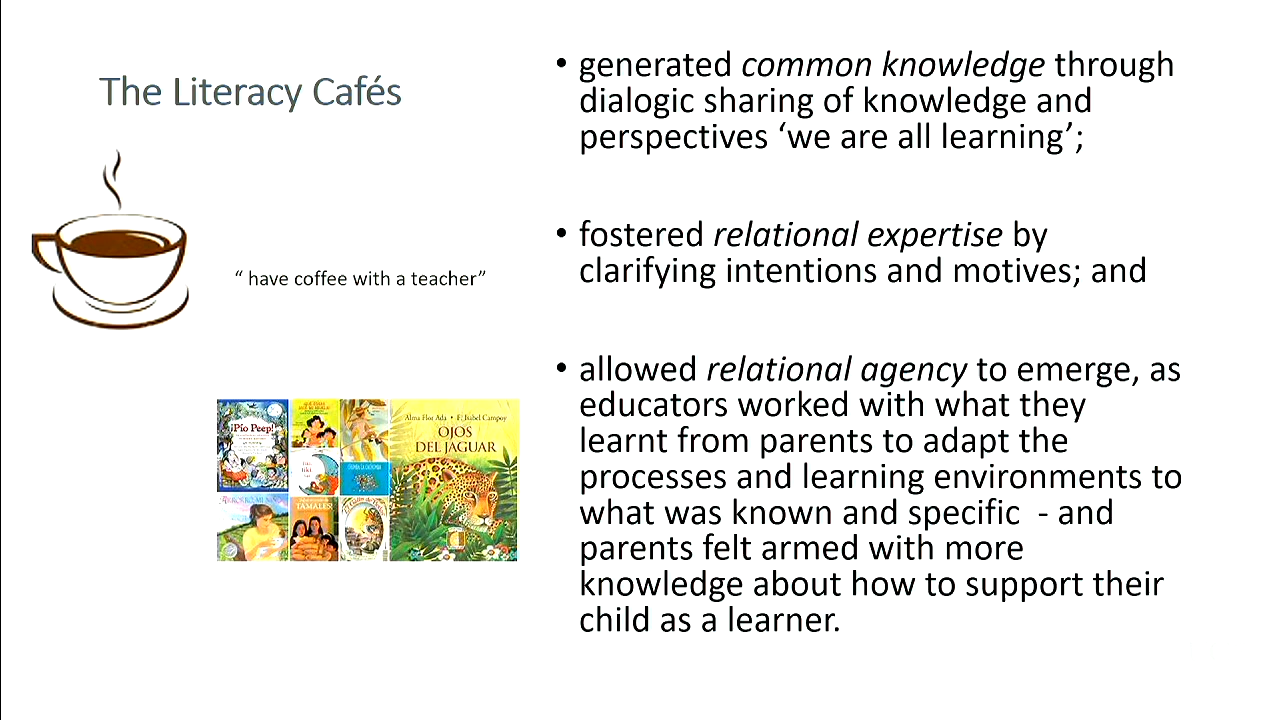 The Literacy Cafés
“ have coffee with a teacher”
¡Pío Peep!
Alma Flor Ada • F. Isabel Campoy
OJOS
DEL JAGUAR
TAMALES
• generated common knowledge through
dialogic sharing of knowledge and
perspectives ‘we are all learning’;
• fostered relational expertise by
clarifying intentions and motives; and
• allowed relational agency to emerge, as
educators worked with what they
learnt from parents to adapt the
processes and learning environments to
what was known and specific  - and
parents felt armed with more
knowledge about how to support their
child as a learner.